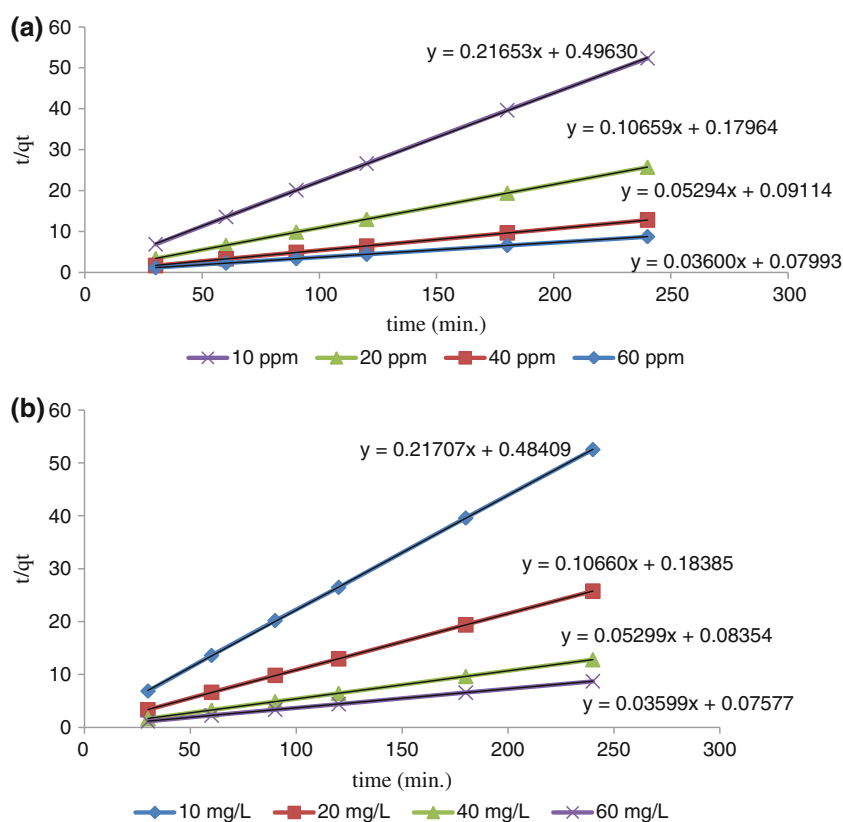 (a)
60
50
40
30
20
10
0
t/qt
y = 0.21653x + 0.49630
y = 0.10659x + 0.17964
y = 0.05294x + 0.09114
y = 0.03600x + 0.07993
0 50 100 150 200 250 300
time (min.)
10 ppm 20 ppm 40 ppm 60 ppm
(b)
60
50
40
30
20
10
0
t/qt
y = 0.21707x + 0.48409
y = 0.10660x + 0.18385
y = 0.05299x + 0.08354
y = 0.03599x + 0.07577
0 50 100 150 200 250 300
time (min.)
10 mg/L 20 mg/L 40 mg/L 60 mg/L